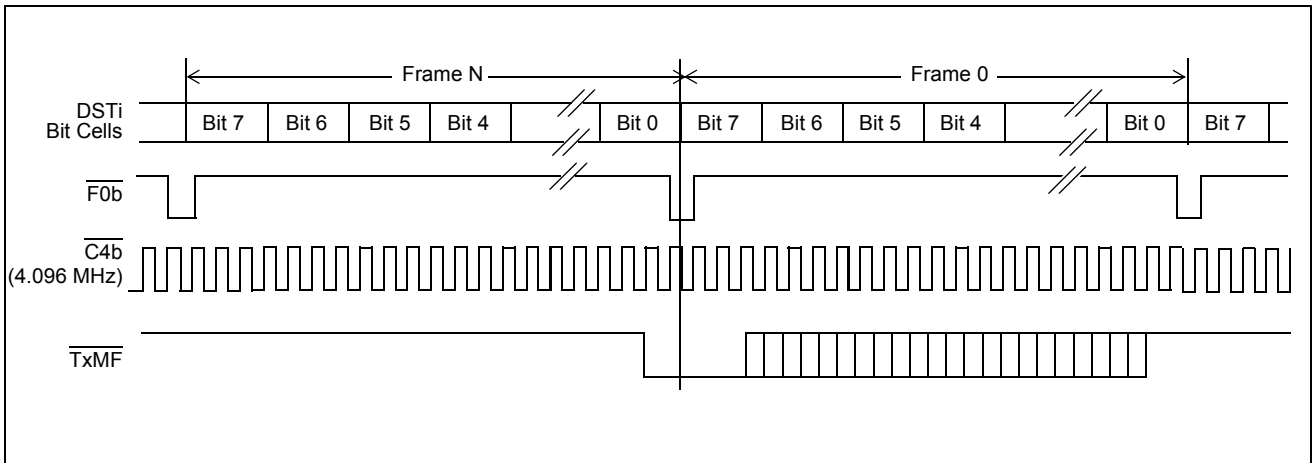 Frame N
Frame 0
DSTi
Bit Cells
Bit 7
Bit 6
Bit 5
Bit 4
Bit 0
Bit 7
Bit 6
Bit 5
Bit 4
Bit 0
Bit 7
F0b
C4b
(4.096 MHz)
TxMF